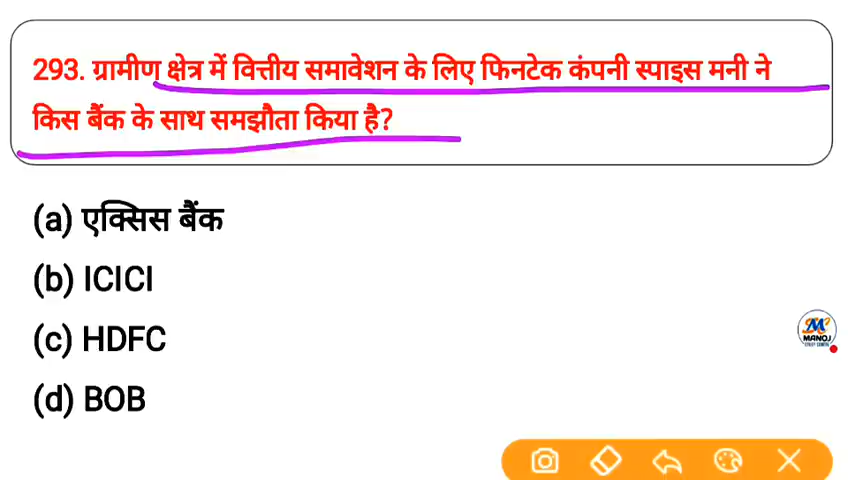 293. ग्रामीण क्षेत्र में वित्तीय समावेशन के लिए फिनटेक कंपनी स्पाइस मनी ने
किस बैंक के साथ समझौता किया है?
(a) एक्सिस बैंक
(b) ICICI
(c) HDFC
(d) BOB
MANOJ